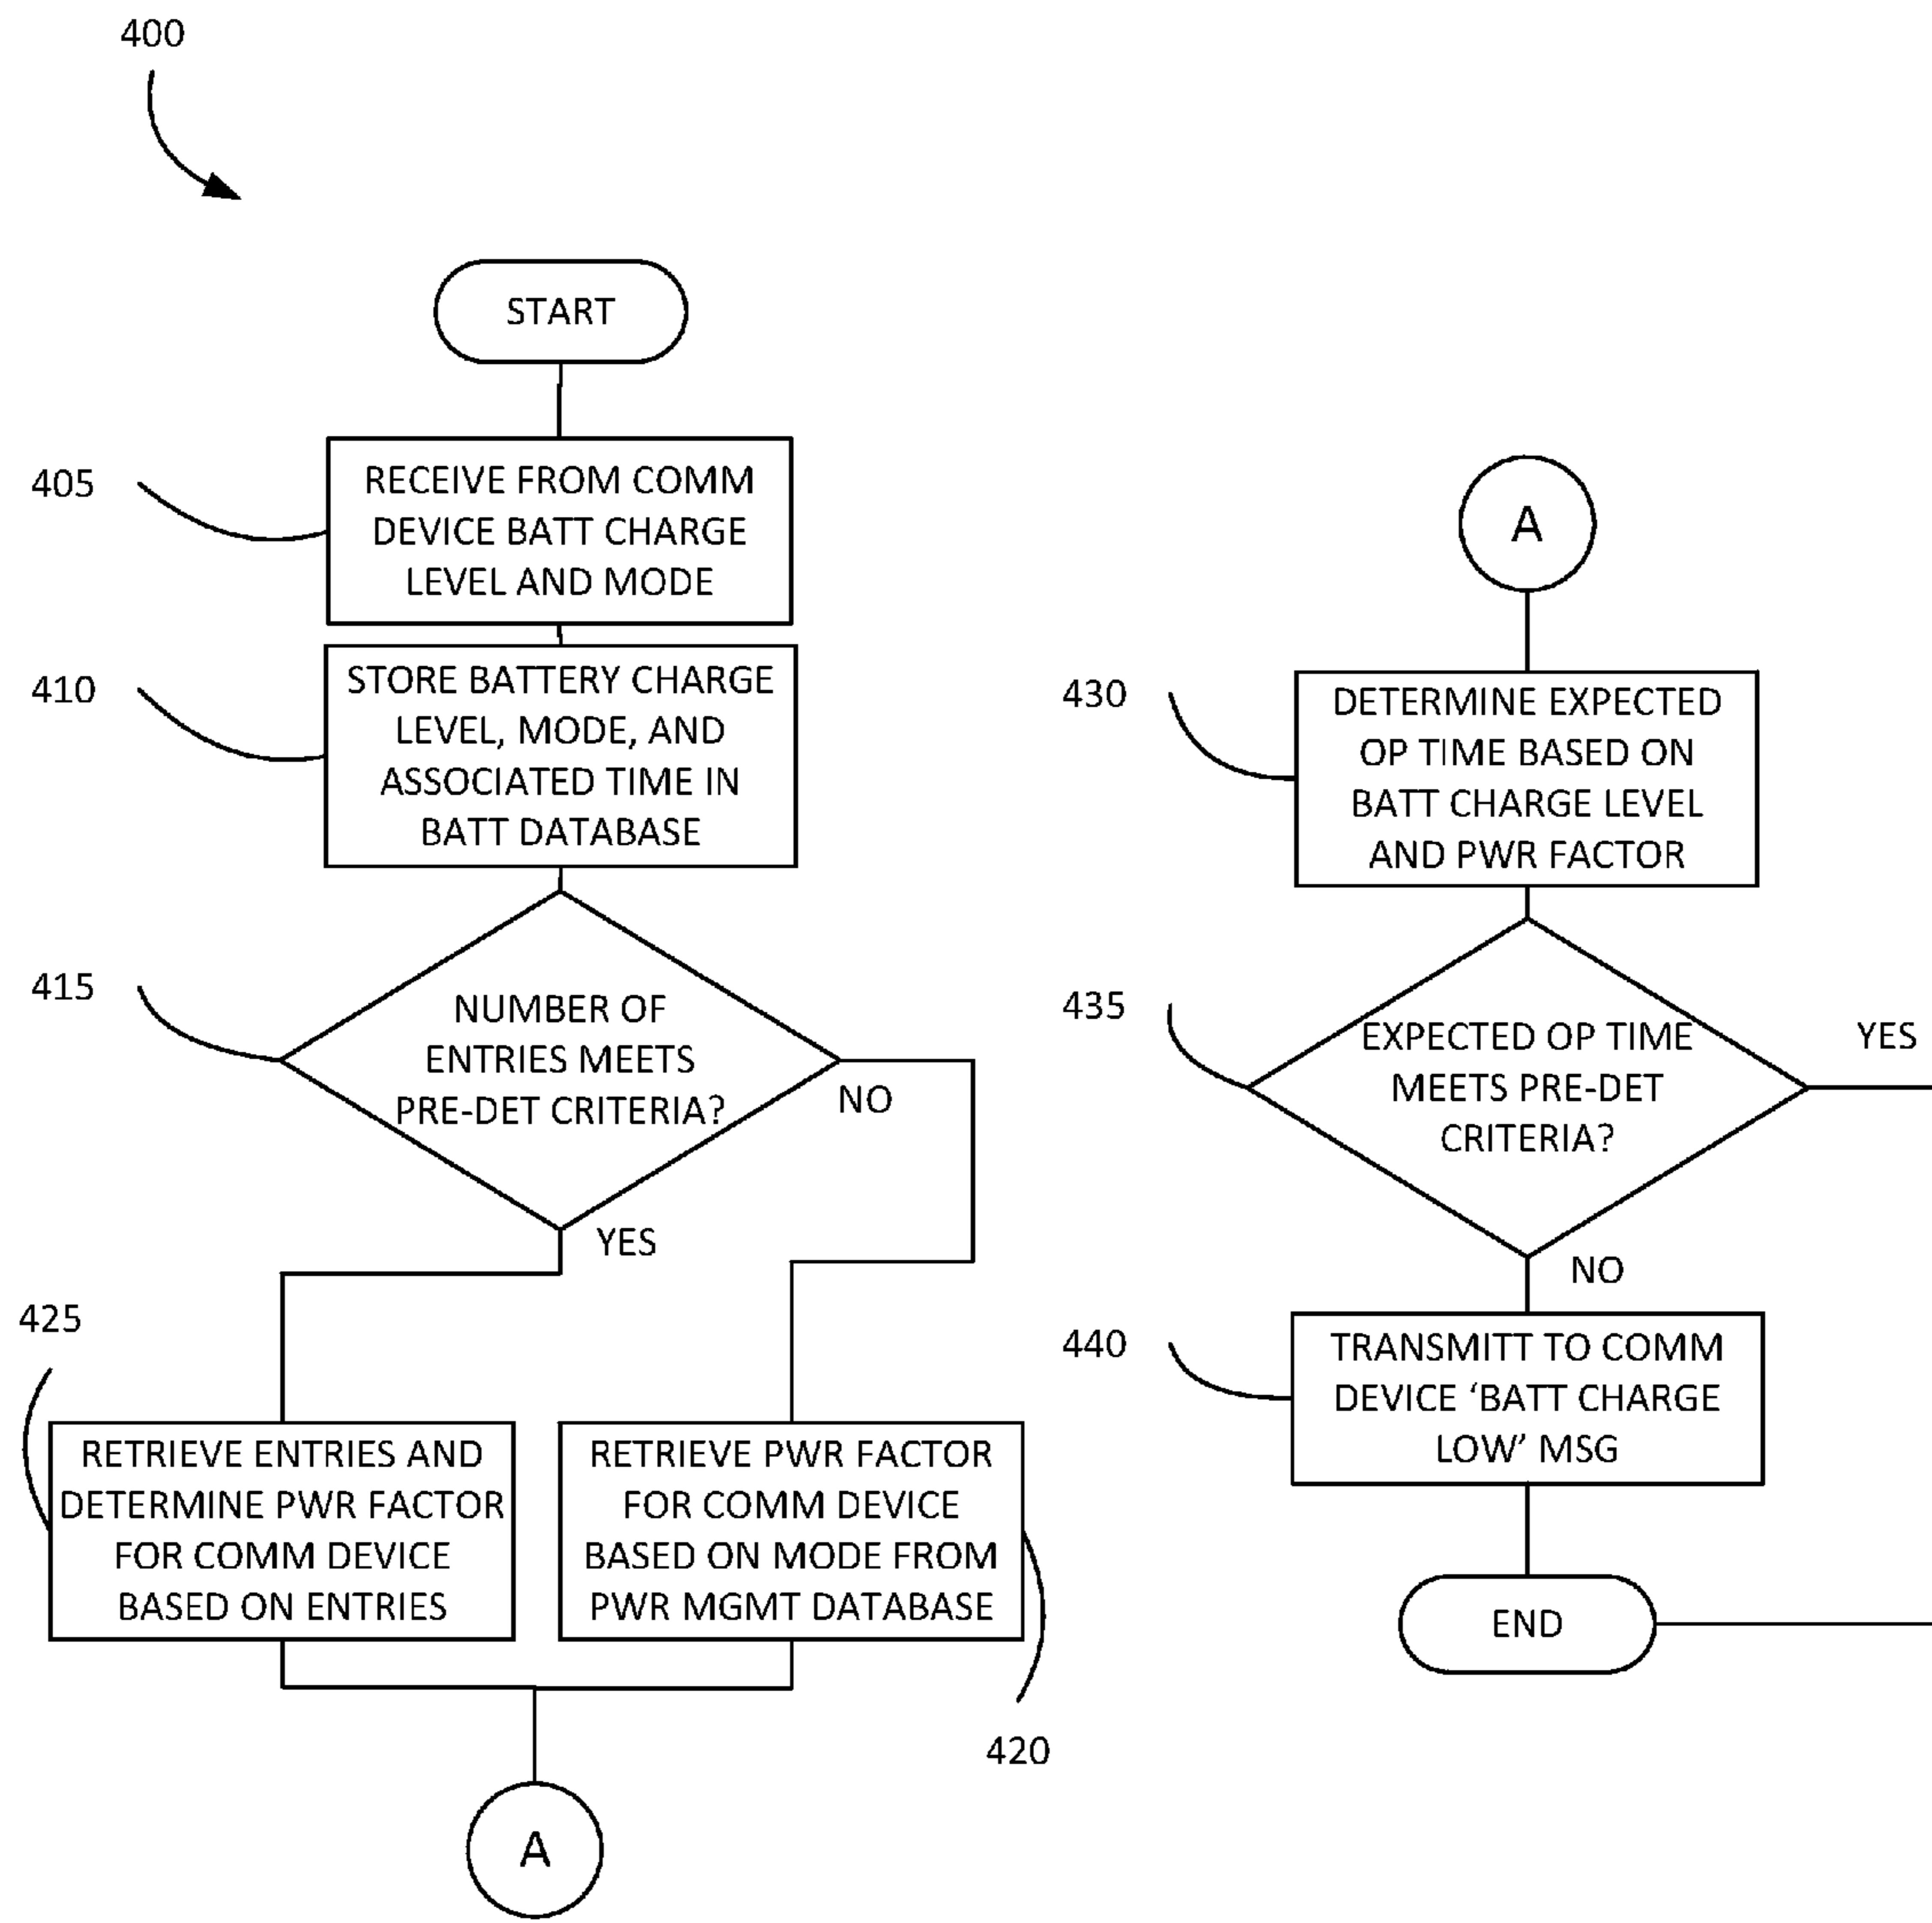 400
START
405
RECEIVE FROM COMM
DEVICE BATT CHARGE
LEVEL AND MODE
410
STORE BATTERY CHARGE
LEVEL, MODE, AND
ASSOCIATED TIME IN
BATT DATABASE
415
NUMBER OF
ENTRIES MEETS
PRE-DET CRITERIA?
NO
YES
425
RETRIEVE ENTRIES AND
DETERMINE PWR FACTOR
FOR COMM DEVICE
BASED ON ENTRIES
RETRIEVE PWR FACTOR
FOR COMM DEVICE
BASED ON MODE FROM
PWR MGMT DATABASE
420
A
A
430
DETERMINE EXPECTED
OP TIME BASED ON
BATT CHARGE LEVEL
AND PWR FACTOR
435
EXPECTED OP TIME
MEETS PRE-DET
CRITERIA?
YES
NO
440
TRANSMITT TO COMM
DEVICE ‘BATT CHARGE
LOW’ MSG
END